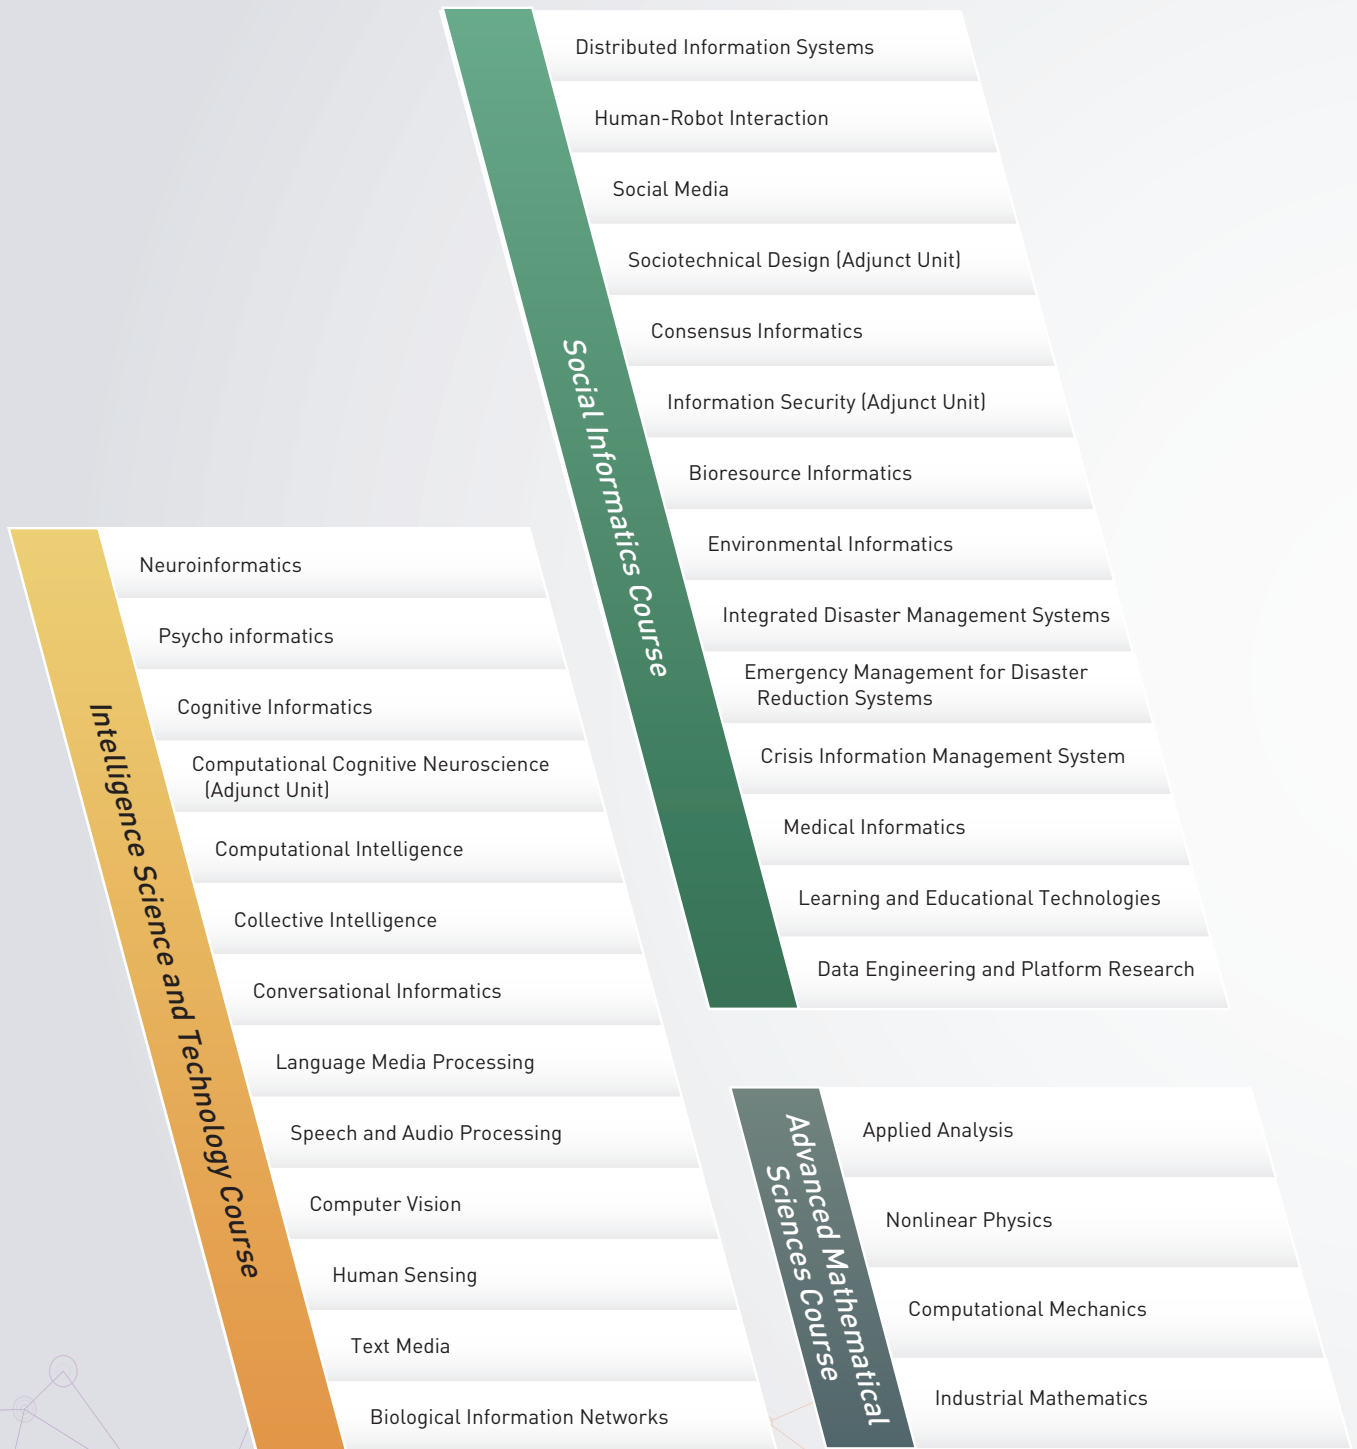 Social Informatics Course
Distributed Information Systems
Human-Robot Interaction
Social Media
Sociotechnical Design (Adjunct Unit)
Consensus Informatics
Information Security (Adjunct Unit)
Bioresource Informatics
Environmental Informatics
Integrated Disaster Management Systems
Emergency Management for Disaster
Reduction Systems
Crisis Information Management System
Medical Informatics
Learning and Educational Technologies
Data Engineering and Platform Research
Intelligence Science and Technology Course
Neuroinformatics
Psycho informatics
Cognitive Informatics
Computational Cognitive Neuroscience
(Adjunct Unit)
Computational Intelligence
Collective Intelligence
Conversational Informatics
Language Media Processing
Speech and Audio Processing
Computer Vision
Human Sensing
Text Media
Biological Information Networks
Advanced Mathematical
Sciences Course
Applied Analysis
Nonlinear Physics
Computational Mechanics
Industrial Mathematics